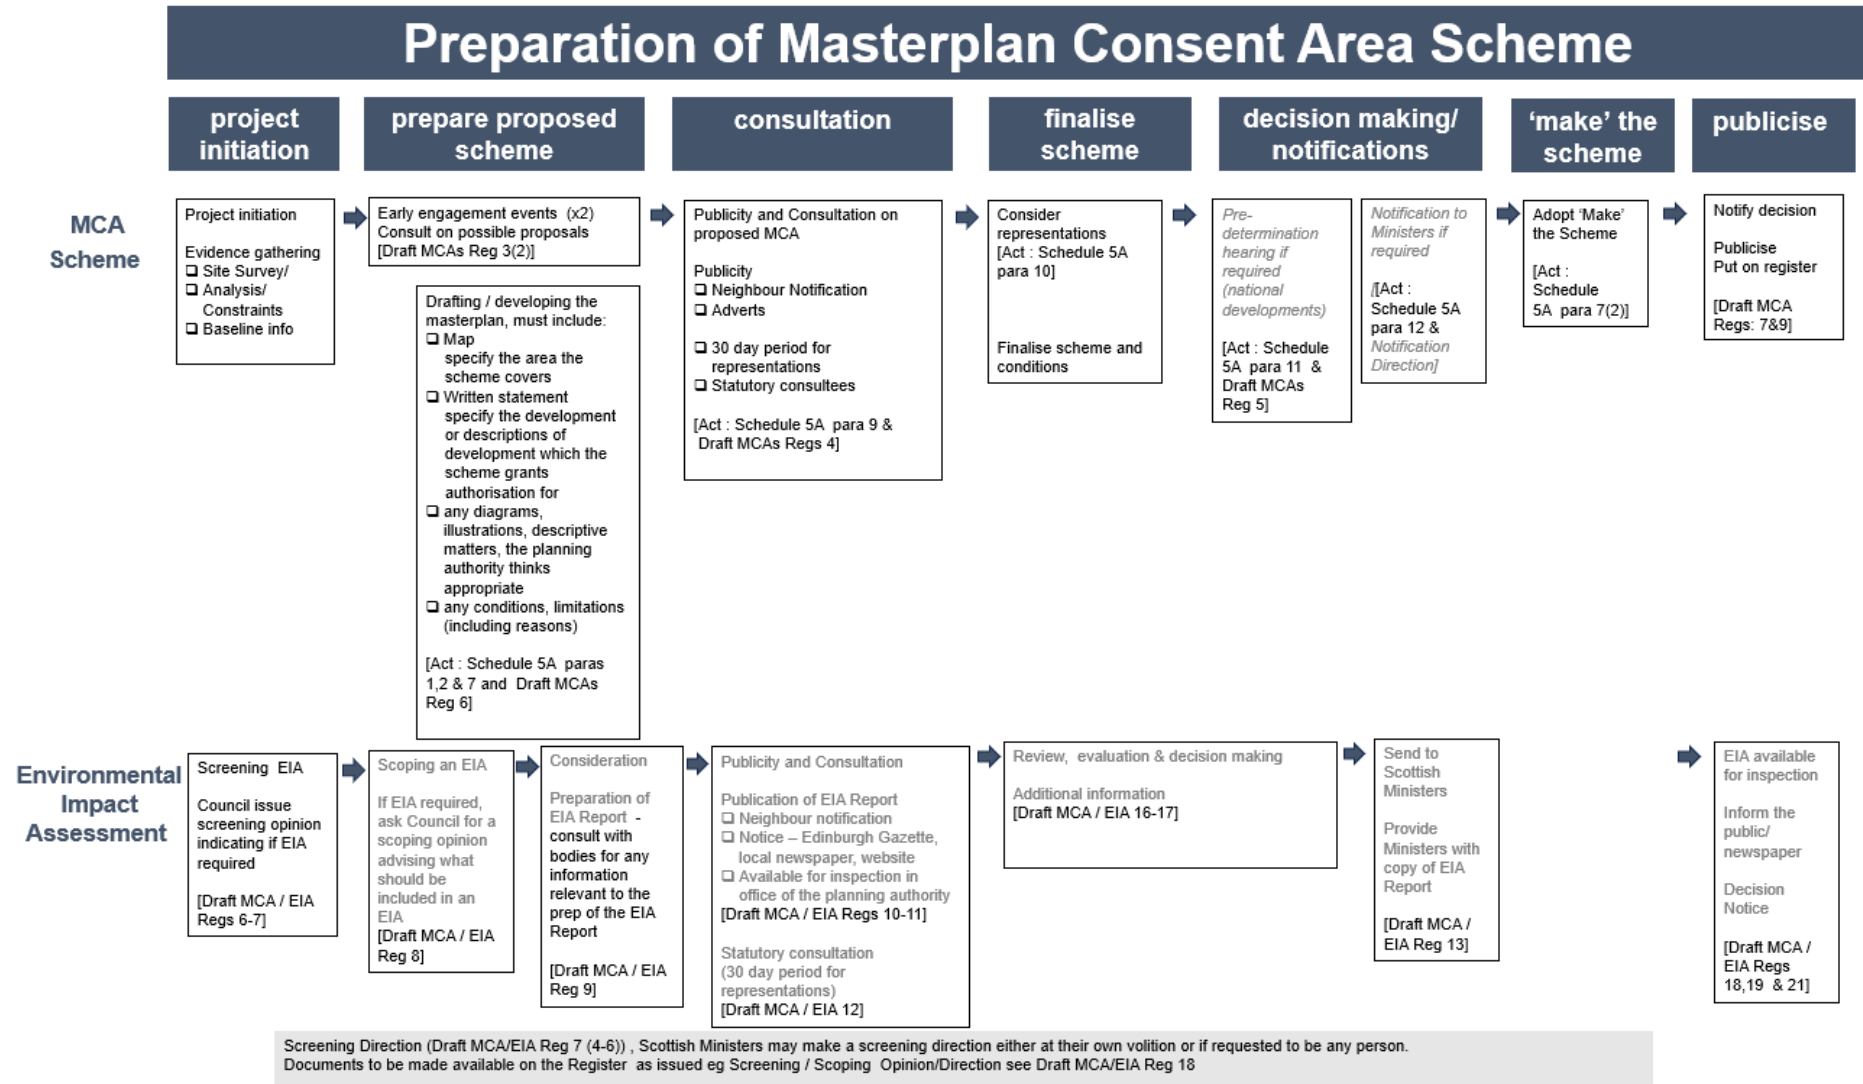 Preparation of Masterplan Consent Area Scheme
project
initiation
prepare proposed
scheme
consultation
finalise
scheme
decision making/
notifications
‘make’ the
scheme
publicise
MCA
Scheme
Project initiation
Evidence gathering
❑ Site Survey/
❑ Analysis/
Constraints
❑ Baseline info
Early engagement events (x2)
Consult on possible proposals
[Draft MCAs Reg 3(2)]
Drafting / developing the
masterplan, must include:
❑ Map
specify the area the
scheme covers
❑ Written statement
specify the development
or descriptions of
development which the
scheme grants
authorisation for
❑ any diagrams,
illustrations, descriptive
matters, the planning
authority thinks
appropriate
❑ any conditions, limitations
(including reasons)
[Act : Schedule 5A paras
1,2 & 7 and Draft MCAs
Reg 6]
Publicity and Consultation on
proposed MCA
Publicity
❑ Neighbour Notification
❑ Adverts
❑ 30 day period for
representations
❑ Statutory consultees
[Act : Schedule 5A para 9 &
Draft MCAs Regs 4]
Consider
representations
[Act : Schedule 5A
para 10]
Finalise scheme and
conditions
Pre-
determination
hearing if
required
(national
developments)
[Act : Schedule
5A para 11 &
Draft MCAs
Reg 5]
Notification to
Ministers if
required
/[Act :
Schedule 5A
para 12 &
Notification
Direction]
Adopt ‘Make’
the Scheme
[Act :
Schedule
5A para 7(2)]
Notify decision
Publicise
Put on register
[Draft MCA
Regs: 7&9]
Environmental
Impact
Assessment
Screening EIA
Council issue
screening opinion
indicating if EIA
required
[Draft MCA / EIA
Regs 6-7]
Scoping an EIA
If EIA required,
ask Council for a
scoping opinion
advising what
should be
included in an
EIA
[Draft MCA / EIA
Reg 8]
Consideration
Preparation of
EIA Report -
consult with
bodies for any
information
relevant to the
prep of the EIA
Report
[Draft MCA / EIA
Reg 9]
Publicity and Consultation
Publication of EIA Report
❑ Neighbour notification
❑ Notice – Edinburgh Gazette,
local newspaper, website
❑ Available for inspection in
office of the planning authority
[Draft MCA / EIA Regs 10-11]
Statutory consultation
(30 day period for
representations)
[Draft MCA / EIA 12]
Review, evaluation & decision making
Additional information
[Draft MCA / EIA 16-17]
Send to
Scottish
Ministers
Provide
Ministers with
copy of EIA
Report
[Draft MCA /
EIA Reg 13]
EIA available
for inspection
Inform the
public/
newspaper
Decision
Notice
[Draft MCA /
EIA Regs
18,19 & 21]
Screening Direction (Draft MCA/EIA Reg 7 (4-6)) , Scottish Ministers may make a screening direction either at their own volition or if requested to be any person.
Documents to be made available on the Register as issued eg Screening / Scoping Opinion/Direction see Draft MCA/EIA Reg 18